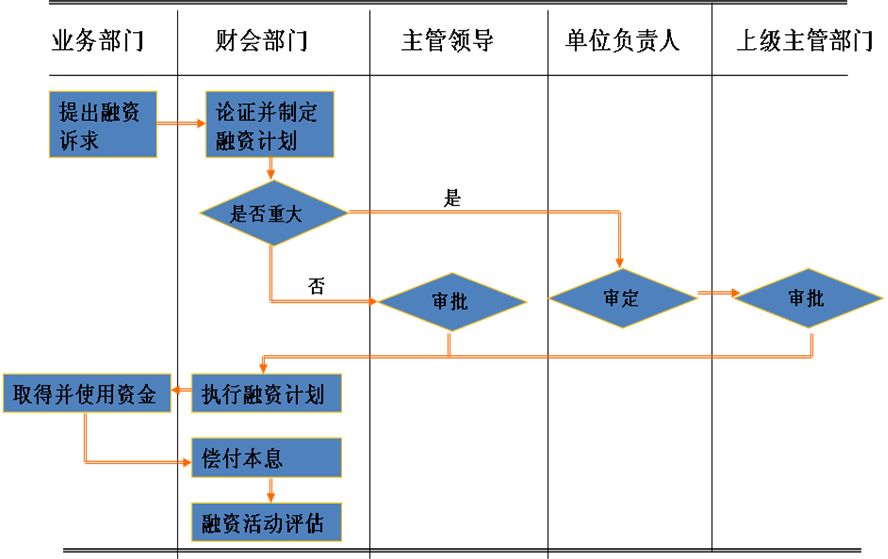 业务部门
财会部门
主管领导
单位负责人
上级主管部门
提出融资
诉求
论证并制定
融资计划
是
是否重大
否
审批
审定
审批
取得并使用资金
执行融资计划
偿付本息
融资活动评估